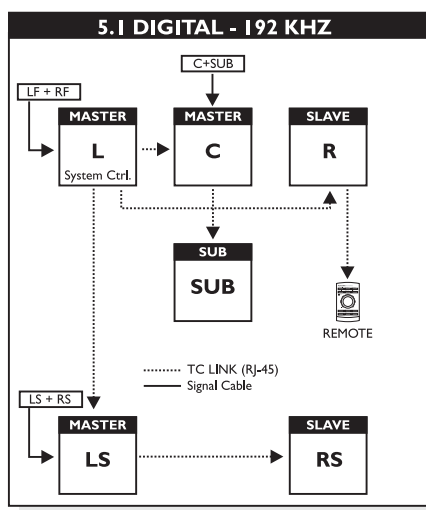 5.1 DIGITAL - 192 KHZ
C+SUB
LF + RF
MASTER
L
System Ctrl.
MASTER
C
SLAVE
R
SUB
SUB
REMOTE
TC LINK (RJ-45)
Signal Cable
LS + RS
MASTER
LS
SLAVE
RS